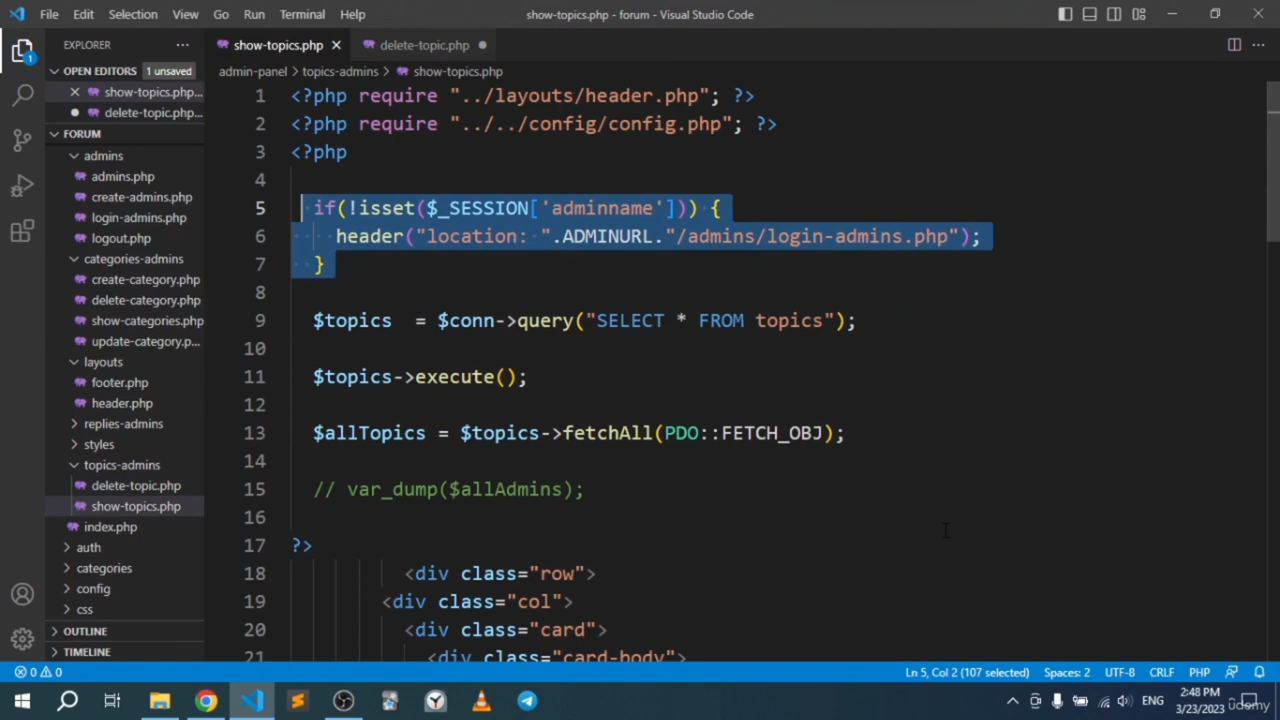 File Edit Selection View Go Run Terminal Help
show-topics.php - forum - Visual Studio Code
EXPLORER
show-topics.php
delete-topic.php
OPEN EDITORS 1 unsaved
show-topics.php...
delete-topic.php...
FORUM
admins
admins.php
create-admins.php
login-admins.php
logout.php
categories-admins
create-category.php
delete-category.php
show-categories.php
update-category.p...
layouts
footer.php
header.php
replies-admins
styles
topics-admins
delete-topic.php
show-topics.php
index.php
auth
categories
config
css
OUTLINE
TIMELINE
admin-panel > topics-admins > show-topics.php
1 <?php require "../layouts/header.php"; ?>
2 <?php require "../../config/config.php"; ?>
3 <?php
4
5 if(!isset($_SESSION['adminname'])) {
6 header("location: ".ADMINURL."/admins/login-admins.php");
7 }
8
9 $topics  = $conn->query("SELECT * FROM topics");
10
11 $topics->execute();
12
13 $allTopics = $topics->fetchAll(PDO::FETCH_OBJ);
14
15 // var_dump($allAdmins);
16
17 ?>
18 <div class="row">
19 <div class="col">
20 <div class="card">
21 <div class="card-body">
0 0 Ln 5, Col 2 (107 selected) Spaces: 2 UTF-8 CRLF PHP
ENG
2:48 PM
3/23/2023
1
udemy